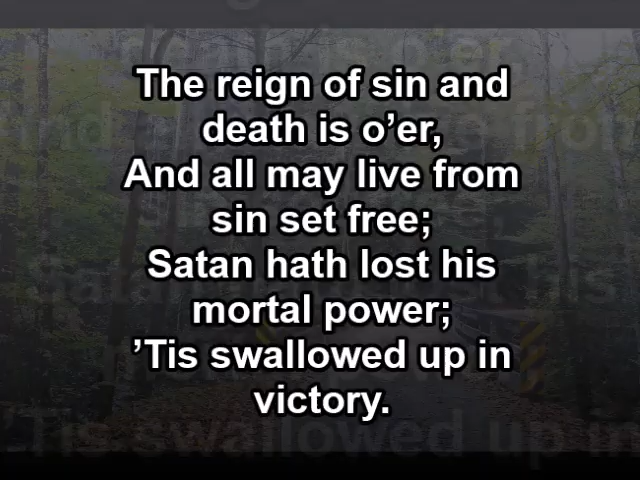 The reign of sin and
death is o’er,
And all may live from
sin set free;
Satan hath lost his
mortal power;
’Tis swallowed up in
victory.